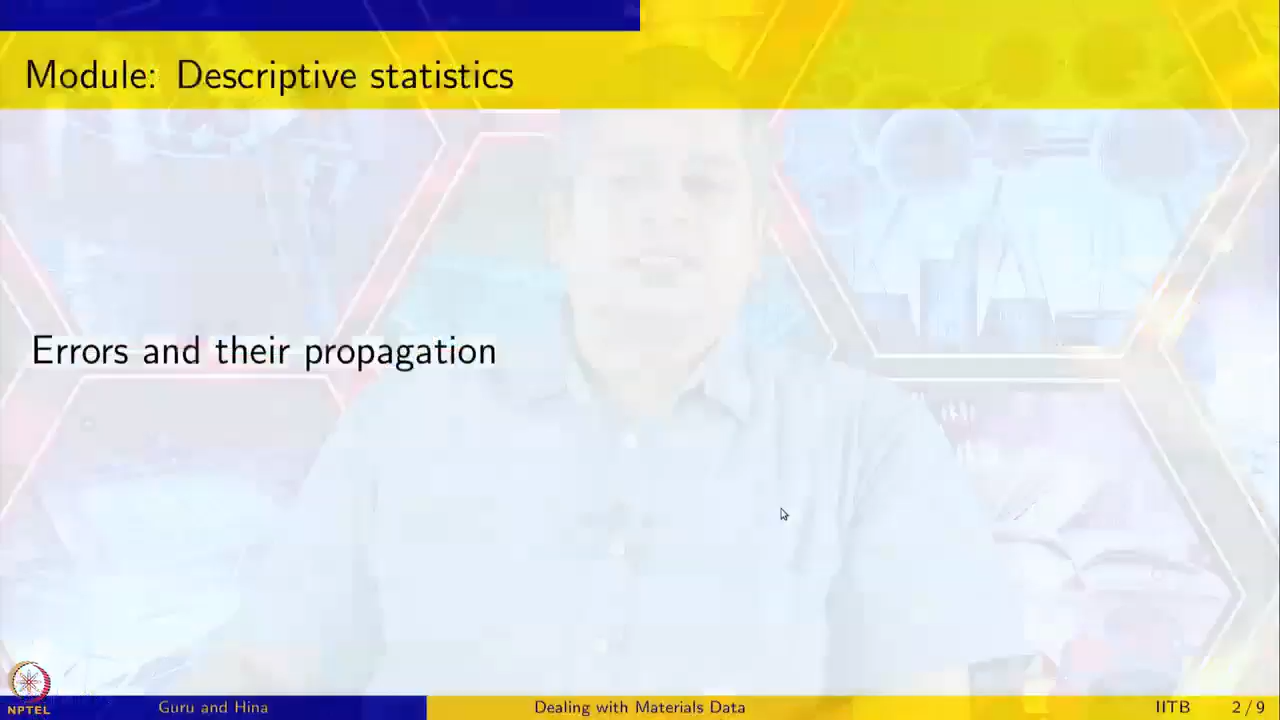 Module: Descriptive statistics
Errors and their propagation
NPTEL
Guru and Hina
Dealing with Materials Data
IITB
2 / 9